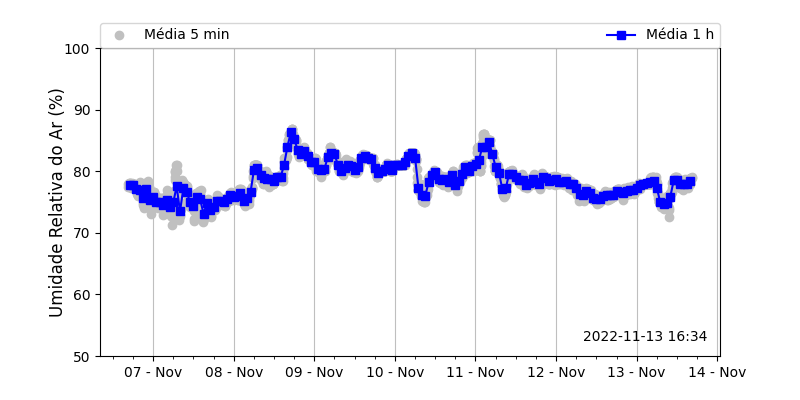 Média 5 min
Média 1 h
Umidade Relativa do Ar (%)
100
90
80
70
60
50
2022-11-13 16:34
07 - Nov
08 - Nov
09 - Nov
10 - Nov
11 - Nov
12 - Nov
13 - Nov
14 - Nov